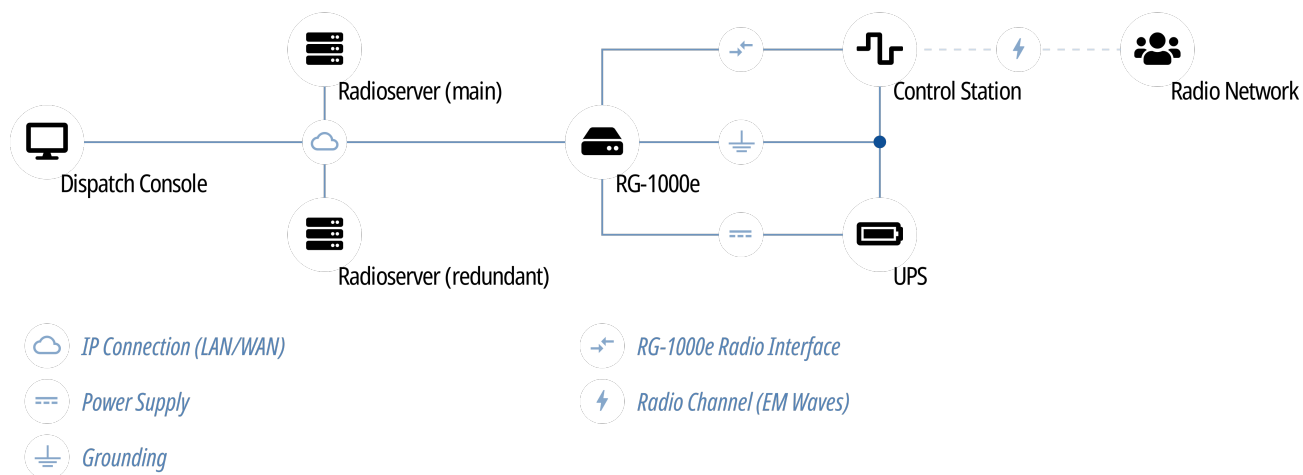 Radioserver (main)
Control Station
Radio Network
Dispatch Console
RG-1000e
Radioserver (redundant)
UPS
IP Connection (LAN/WAN)
RG-1000e Radio Interface
Power Supply
Radio Channel (EM Waves)
Grounding